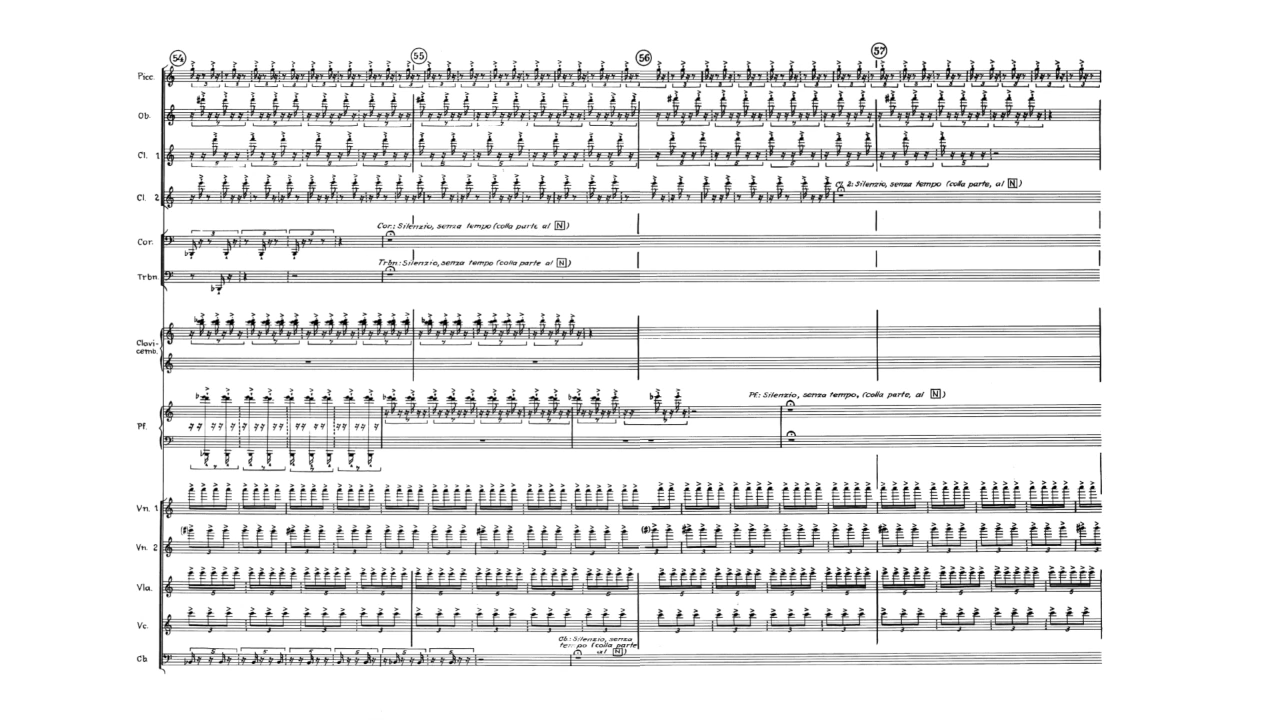 54 55 56 57
Picc.
Ob.
Cl. 1
Cl. 2: Silenzio, senza tempo (colla parte, al N)
Cl. 2
Cor.: Silenzio, senza tempo (colla parte al N)
Cor.
Trbn.: Silenzio, senza tempo (colla parte al N)
Trbn.
Clavi-
cemb.
Pf.: Silenzio, senza tempo, (colla parte, al N)
Pf.
Vn. 1
Vn. 2
Vla.
Vc.
Cb.: Silenzio, senza
tempo (colla parte
al N)
Cb.